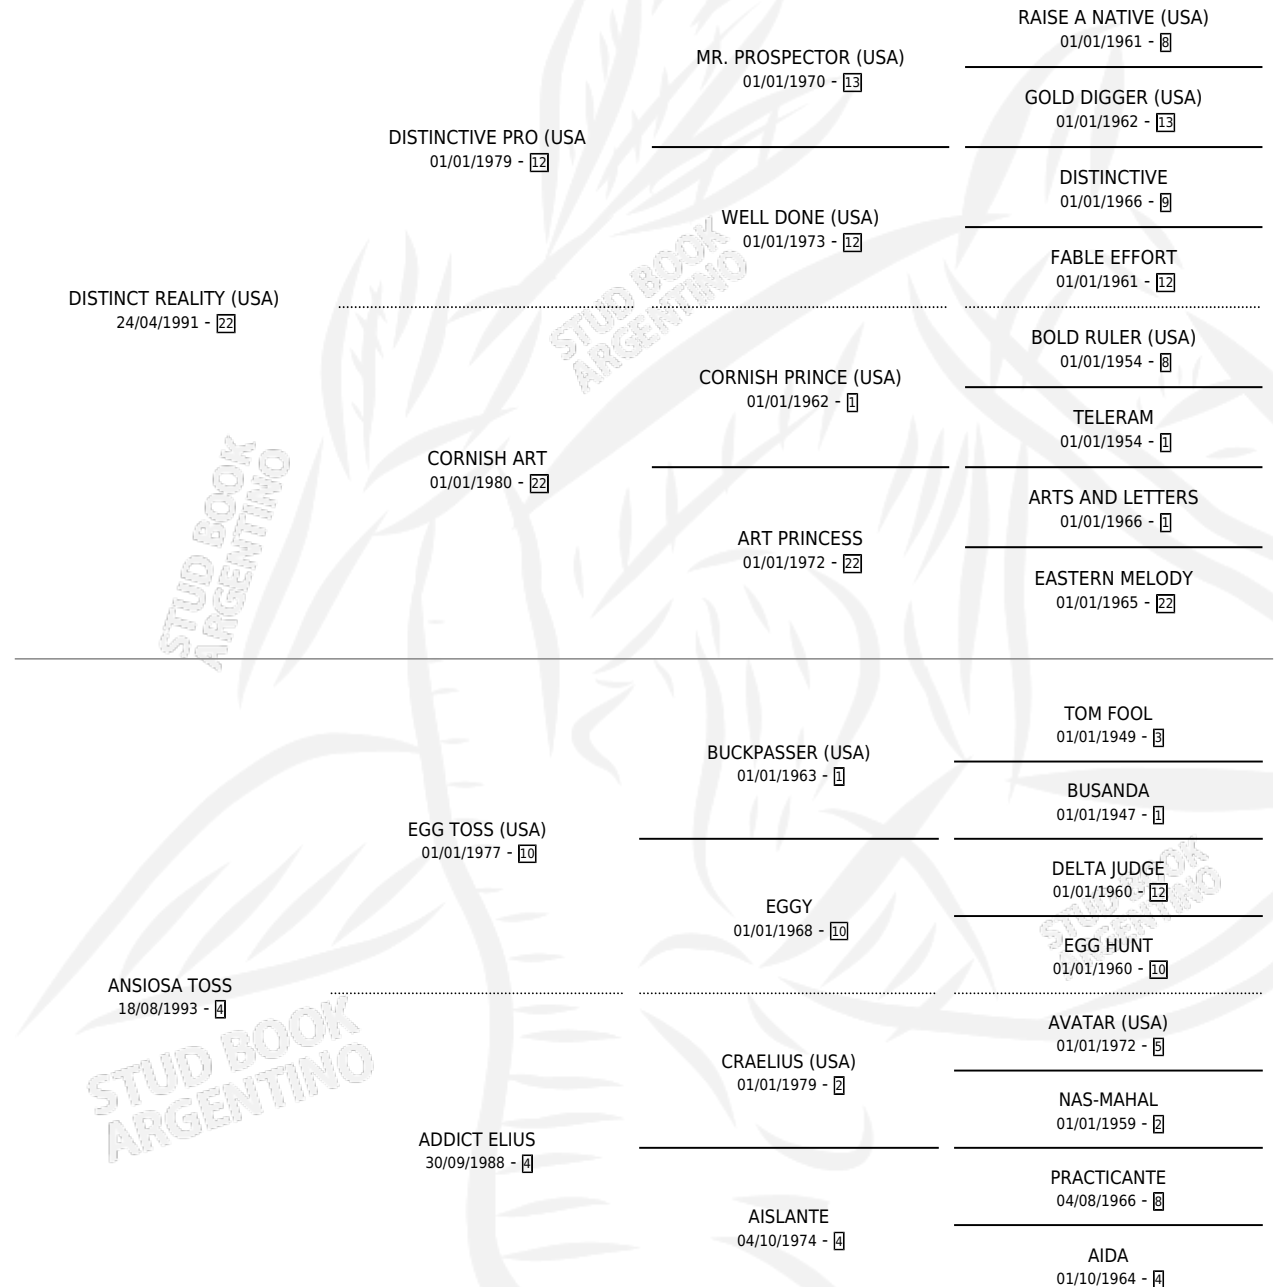 RAISE A NATIVE (USA)
01/01/1961 - 8
MR. PROSPECTOR (USA)
01/01/1970 - 13
GOLD DIGGER (USA)
01/01/1962 - 13
DISTINCTIVE PRO (USA
01/01/1979 - 12
DISTINCTIVE
01/01/1966 - 9
WELL DONE (USA)
01/01/1973 - 12
FABLE EFFORT
01/01/1961 - 12
DISTINCT REALITY (USA)
24/04/1991 - 22
BOLD RULER (USA)
01/01/1954 - 8
CORNISH PRINCE (USA)
01/01/1962 - 1
TELERAM
01/01/1954 - 1
CORNISH ART
01/01/1980 - 22
ARTS AND LETTERS
01/01/1966 - 1
ART PRINCESS
01/01/1972 - 22
EASTERN MELODY
01/01/1965 - 22
TOM FOOL
01/01/1949 - 3
BUCKPASSER (USA)
01/01/1963 - 1
BUSANDA
01/01/1947 - 1
EGG TOSS (USA)
01/01/1977 - 10
DELTA JUDGE
01/01/1960 - 12
EGGY
01/01/1968 - 10
EGG HUNT
01/01/1960 - 10
ANSIOSA TOSS
18/08/1993 - 4
AVATAR (USA)
01/01/1972 - 5
CRAELIUS (USA)
01/01/1979 - 2
NAS-MAHAL
01/01/1959 - 2
ADDICT ELIUS
30/09/1988 - 4
PRACTICANTE
04/08/1966 - 8
AISLANTE
04/10/1974 - 4
AIDA
01/10/1964 - 4
STUD BOOK
ARGENTINO
STUD BOOK
ARGENTINO
STUD BOOK
ARGENTINO
STUD BOOK
ARGENTINO